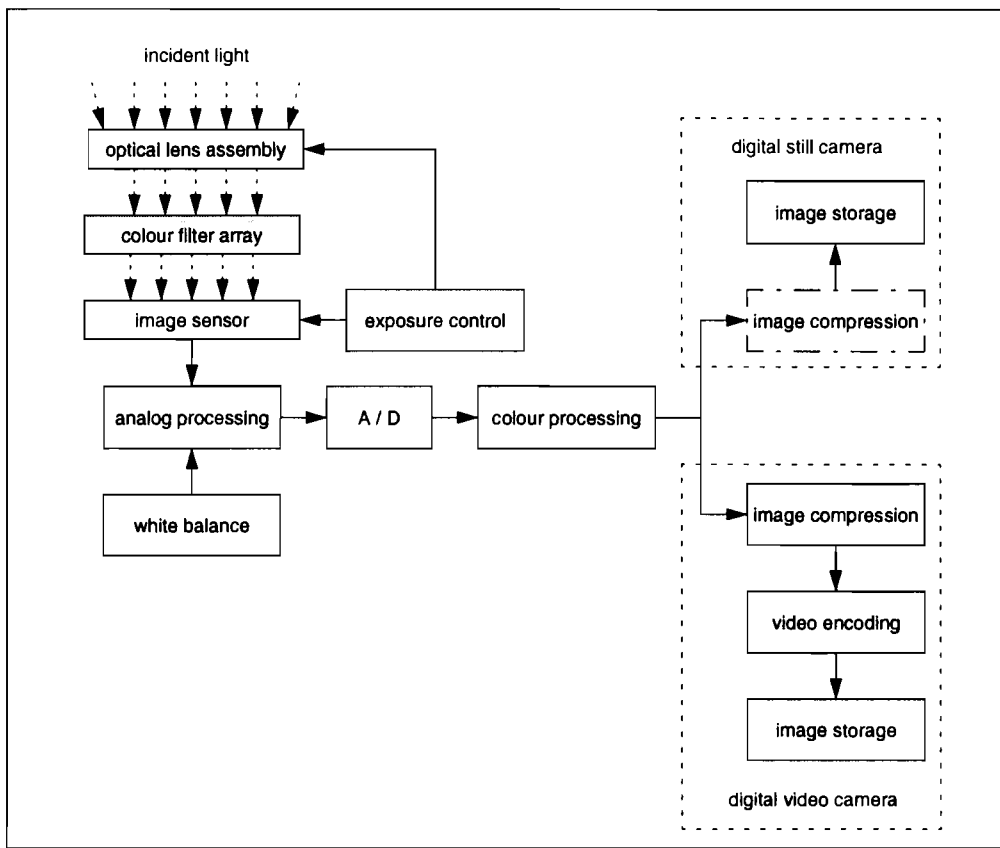 incident light
optical lens assembly
colour filter array
image sensor
exposure control
analog processing
A / D
colour processing
white balance
digital still camera
image storage
image compression
image compression
video encoding
image storage
digital video camera